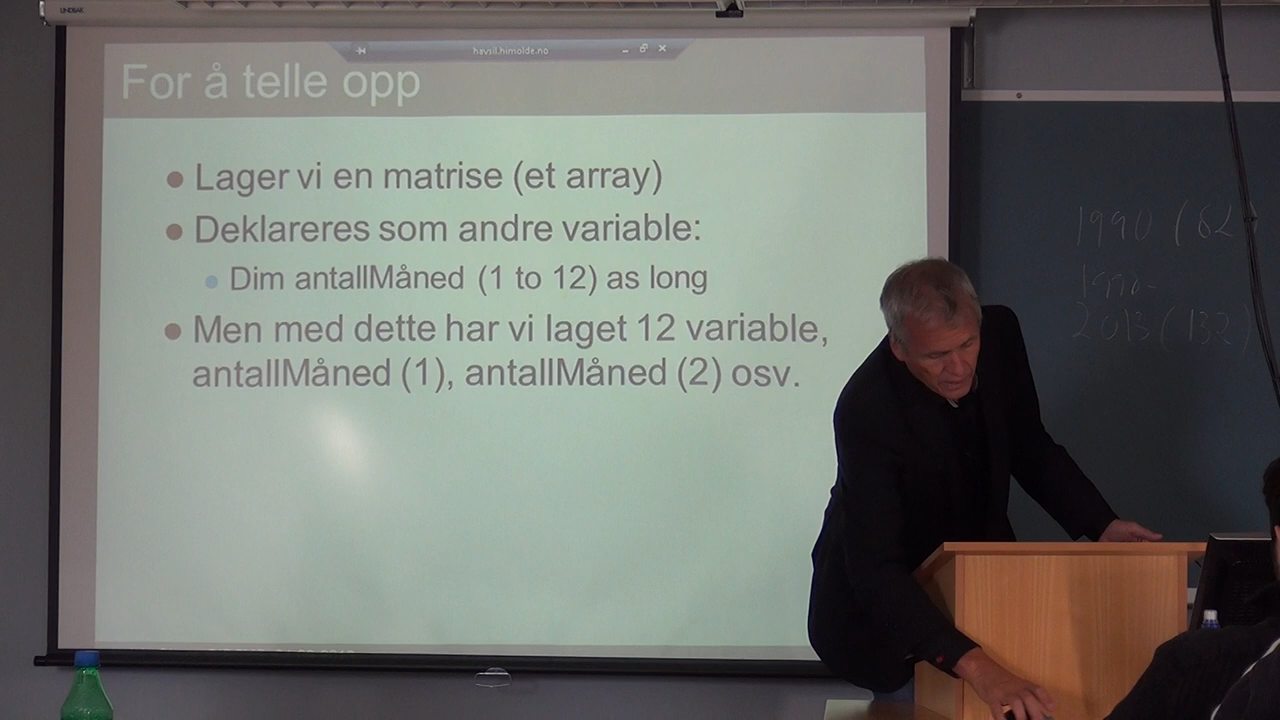 havsil.himolde.no
For å telle opp
Lager vi en matrise (et array)
Deklareres som andre variable:
Dim antallMåned (1 to 12) as long
Men med dette har vi laget 12 variable,
antallMåned (1), antallMåned (2) osv.
1990 (62)
2013 (132)